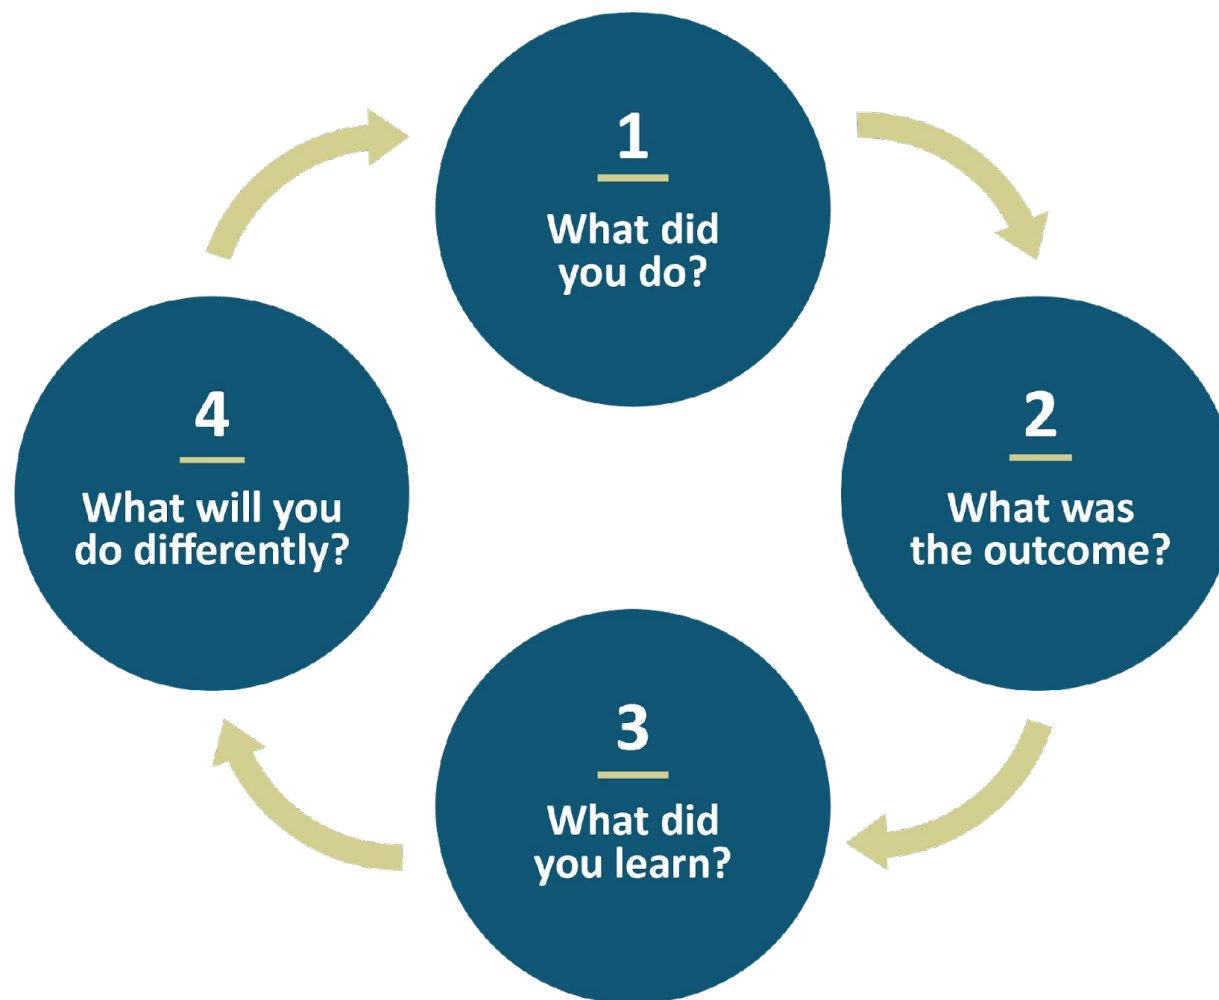 1
What did
you do?
2
What was
the outcome?
3
What did
you learn?
4
What will you
do differently?